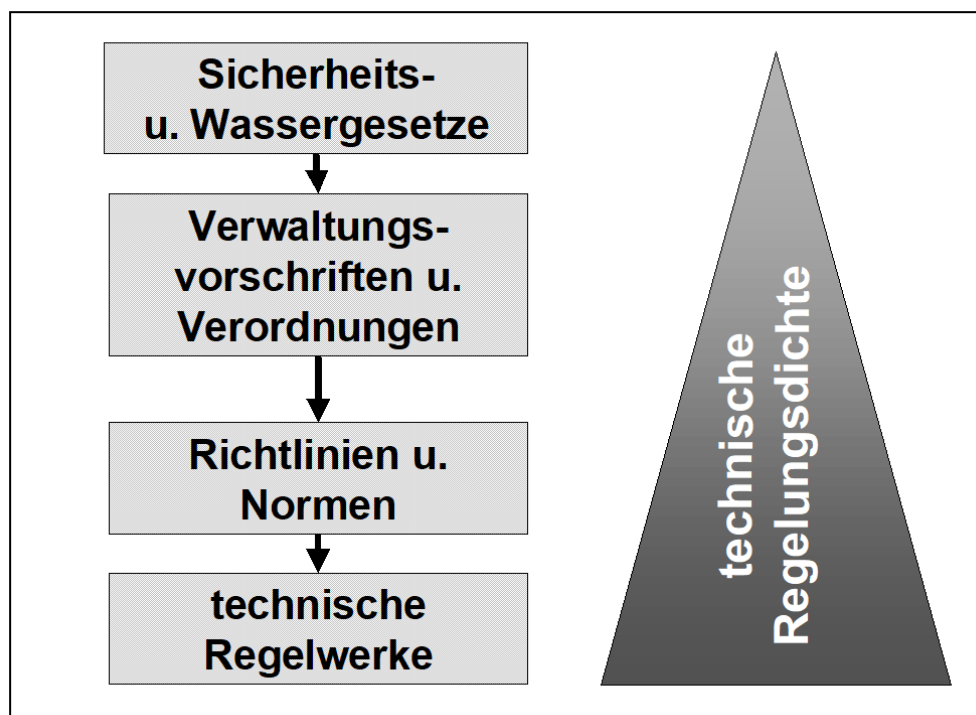 Sicherheits-
u. Wassergesetze
Verwaltungs-
vorschriften u.
Verordnungen
Richtlinien u.
Normen
technische
Regelwerke
technische
Regelungsdichte